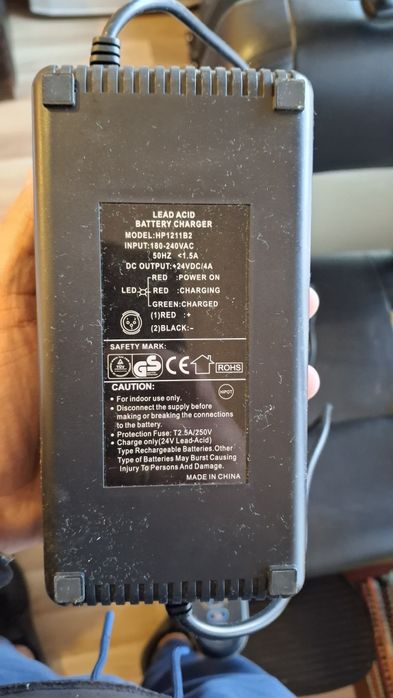 LEAD ACID
BATTERY CHARGER
MODEL:HP1211B2
INPUT:180-240VAC
50HZ <1.5A
DC OUTPUT:+24VDC/4A
RED :POWER ON
LED RED :CHARGING
GREEN:CHARGED
(1)RED :+
(2)BLACK:-
SAFETY MARK:
TÜV GS CE ROHS
CAUTION:
HIPOT
• For indoor use only.
• Disconnect the supply before
making or breaking the connections
to the battery.
• Protection Fuse: T2.5A/250V
• Charge only(24V Lead-Acid)
Type Rechargeable Batteries.Other
Type of Batteries May Burst Causing
Injury To Persons And Damage.
MADE IN CHINA